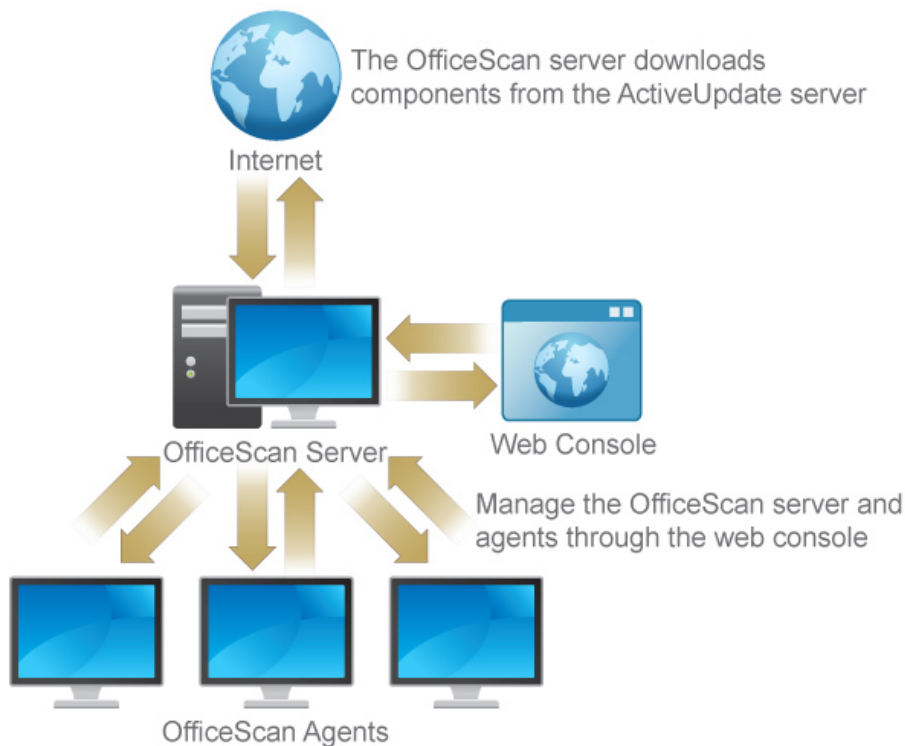 The OfficeScan server downloads
components from the ActiveUpdate server
Internet
OfficeScan Server
Web Console
Manage the OfficeScan server and
agents through the web console
OfficeScan Agents